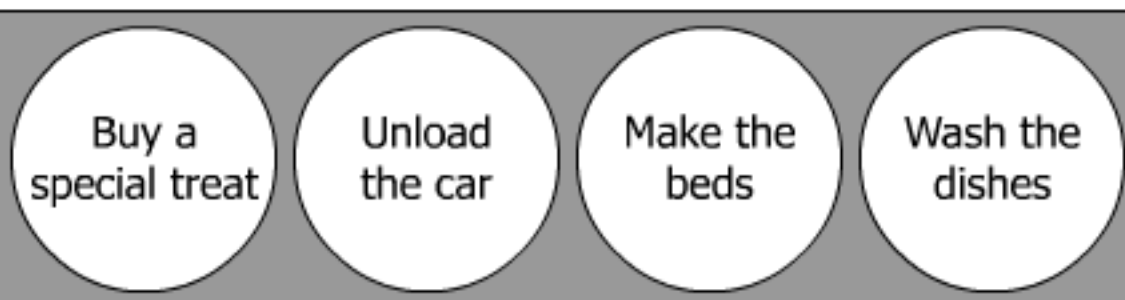 Buy a
special treat
Unload
the car
Make the
beds
Wash the
dishes